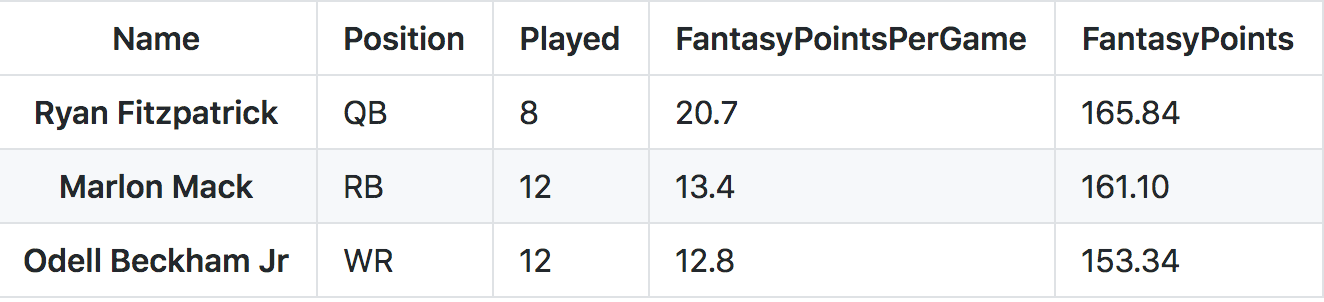 Name Position Played FantasyPointsPerGame FantasyPoints
Ryan Fitzpatrick QB 8 20.7 165.84
Marlon Mack RB 12 13.4 161.10
Odell Beckham Jr WR 12 12.8 153.34